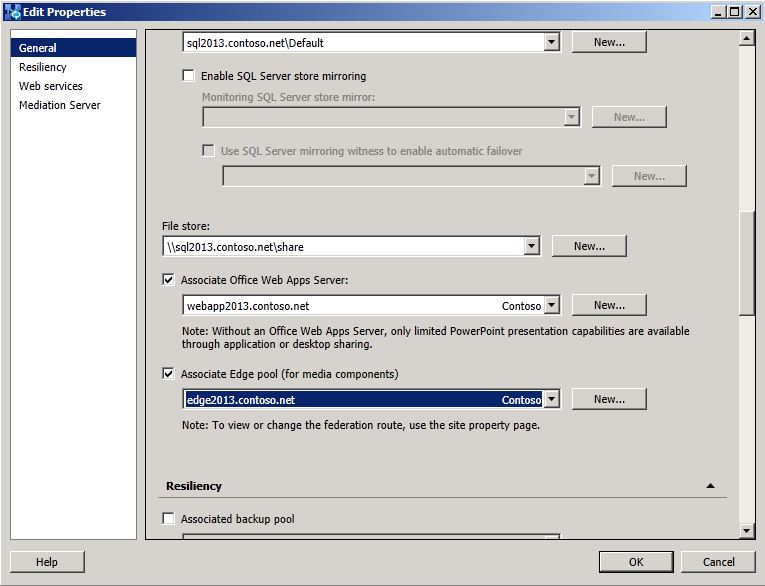 Edit Properties
General
Resiliency
Web services
Mediation Server
sql2013.contoso.net\Default
New...
Enable SQL Server store mirroring
Monitoring SQL Server store mirror:
New...
Use SQL Server mirroring witness to enable automatic failover
New...
File store:
\\sql2013.contoso.net\share
New...
Associate Office Web Apps Server:
webapp2013.contoso.net Contoso
New...
Note: Without an Office Web Apps Server, only limited PowerPoint presentation capabilities are available
through application or desktop sharing.
Associate Edge pool (for media components)
edge2013.contoso.net Contoso
New...
Note: To view or change the federation route, use the site property page.
Resiliency
Associated backup pool
Help
OK
Cancel